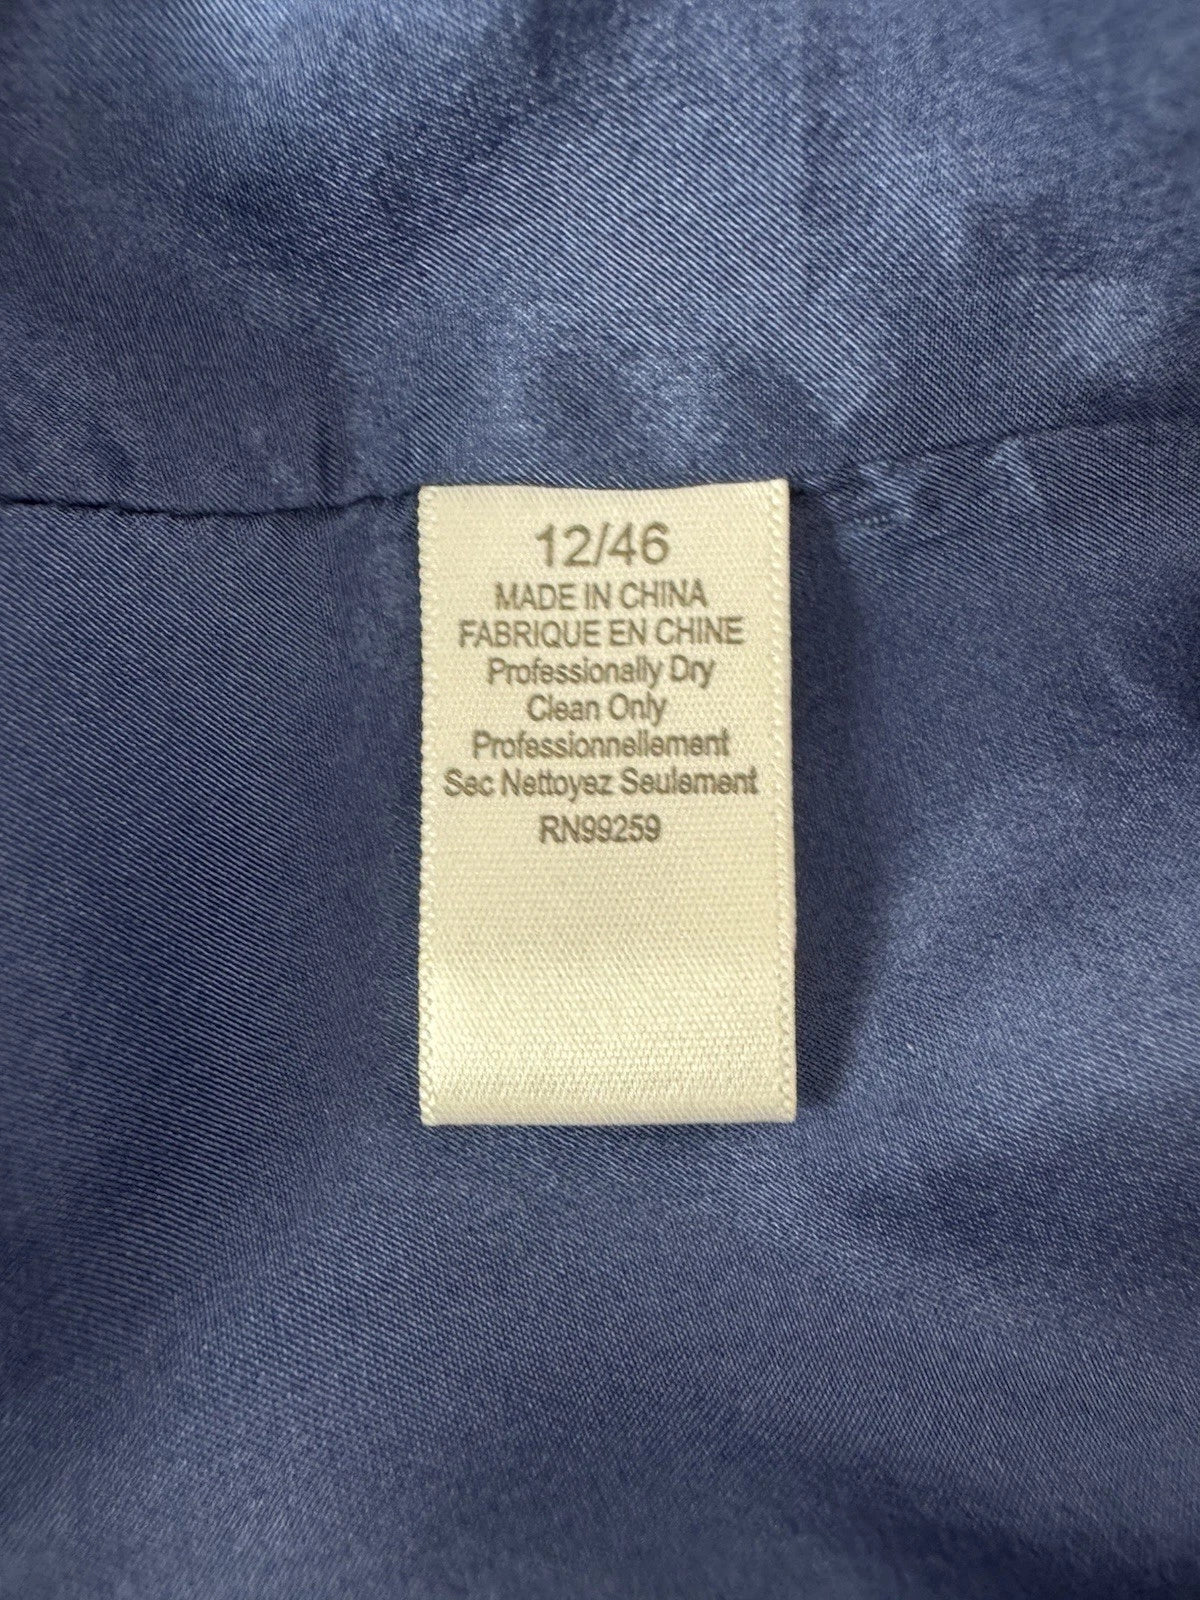 12/46
MADE IN CHINA
FABRIQUE EN CHINE
Professionally Dry
Clean Only
Professionnellement
Sec Nettoyez Seulement
RN99259